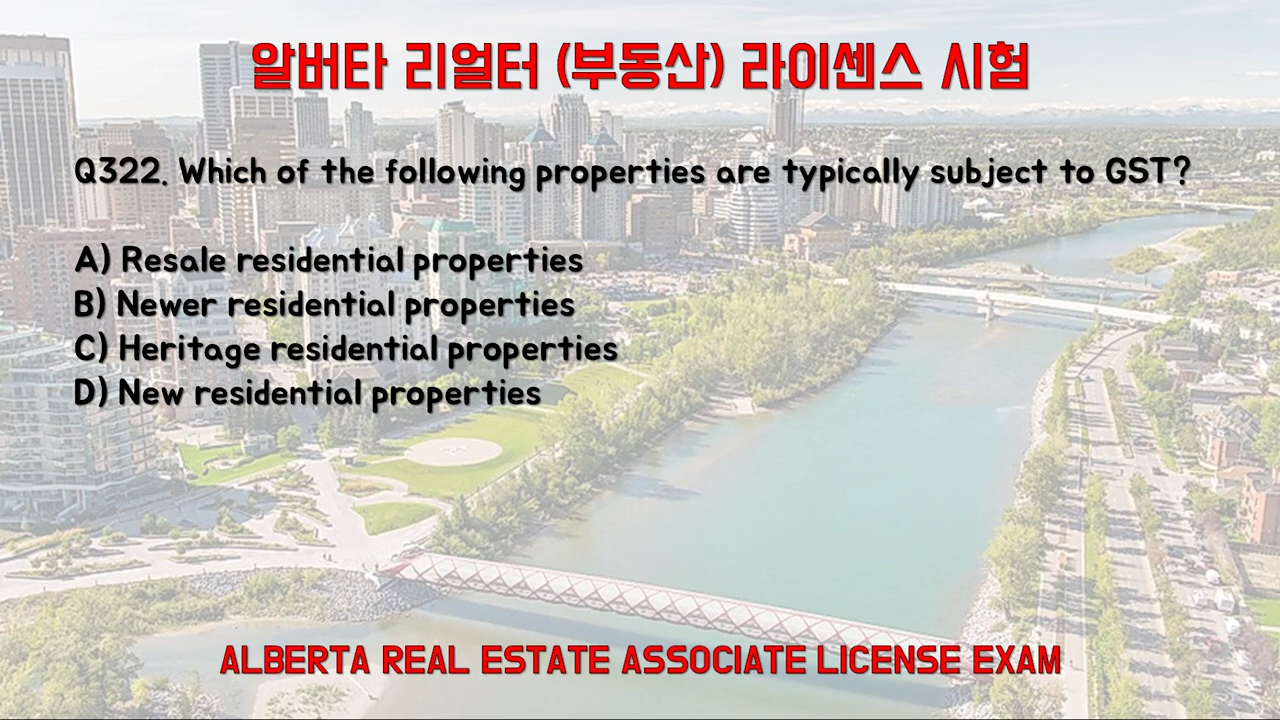 알버타 리얼터 (부동산) 라이센스 시험
Q322. Which of the following properties are typically subject to GST?
A) Resale residential properties
B) Newer residential properties
C) Heritage residential properties
D) New residential properties
ALBERTA REAL ESTATE ASSOCIATE LICENSE EXAM